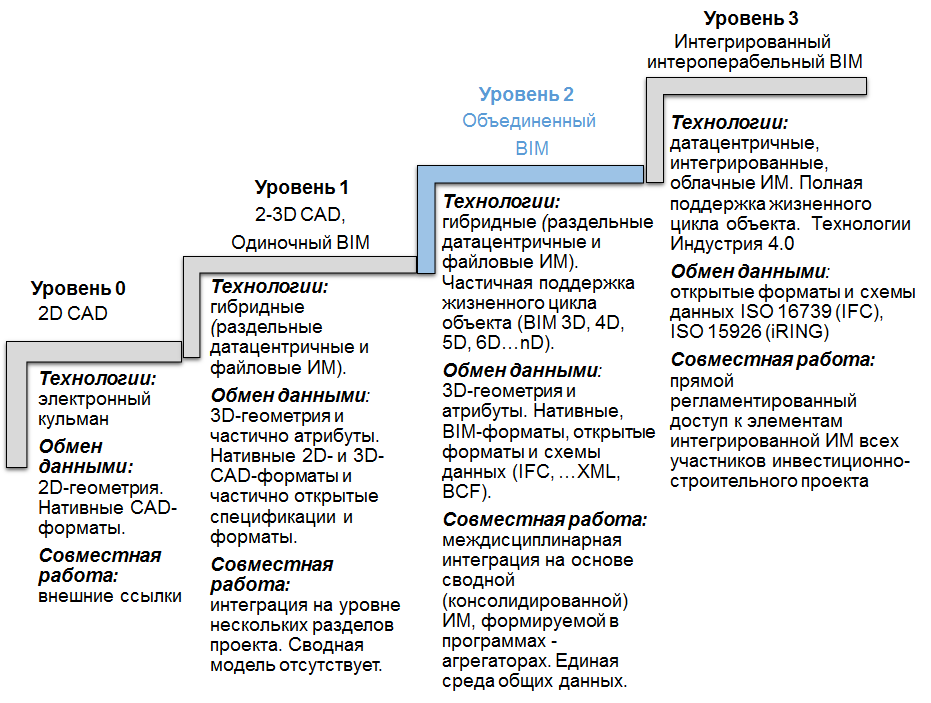 Уровень 0
2D CAD
Технологии:
электронный
кульман
Обмен
данными:
2D-геометрия.
Нативные CAD-
форматы.
Совместная
работа:
внешние ссылки
Уровень 1
2-3D CAD,
Одиночный BIM
Технологии:
гибридные
(раздельные
датацентричные и
файловые ИМ).
Обмен данными:
3D-геометрия и
частично атрибуты.
Нативные 2D- и 3D-
CAD-форматы и
частично открытые
спецификации и
форматы.
Совместная
работа:
интеграция на уровне
нескольких разделов
проекта. Сводная
модель отсутствует.
Уровень 2
Объединенный
BIM
Технологии:
гибридные (раздельные
датацентричные и
файловые ИМ).
Частичная поддержка
жизненного цикла
объекта (BIM 3D, 4D,
5D, 6D…nD).
Обмен данными:
3D-геометрия и
атрибуты. Нативные,
BIM-форматы, открытые
форматы и схемы
данных (IFC, …XML,
BCF).
Совместная работа:
междисциплинарная
интеграция на основе
сводной
(консолидированной)
ИМ, формируемой в
программах -
агрегаторах. Единая
среда общих данных.
Уровень 3
Интегрированный
интероперабельный BIM
Технологии:
датацентричные,
интегрированные,
облачные ИМ. Полная
поддержка жизненного
цикла объекта. Технологии
Индустрия 4.0
Обмен данными:
открытые форматы и схемы
данных ISO 16739 (IFC),
ISO 15926 (iRING)
Совместная работа:
прямой
регламентированный
доступ к элементам
интегрированной ИМ всех
участников инвестиционно-
строительного проекта